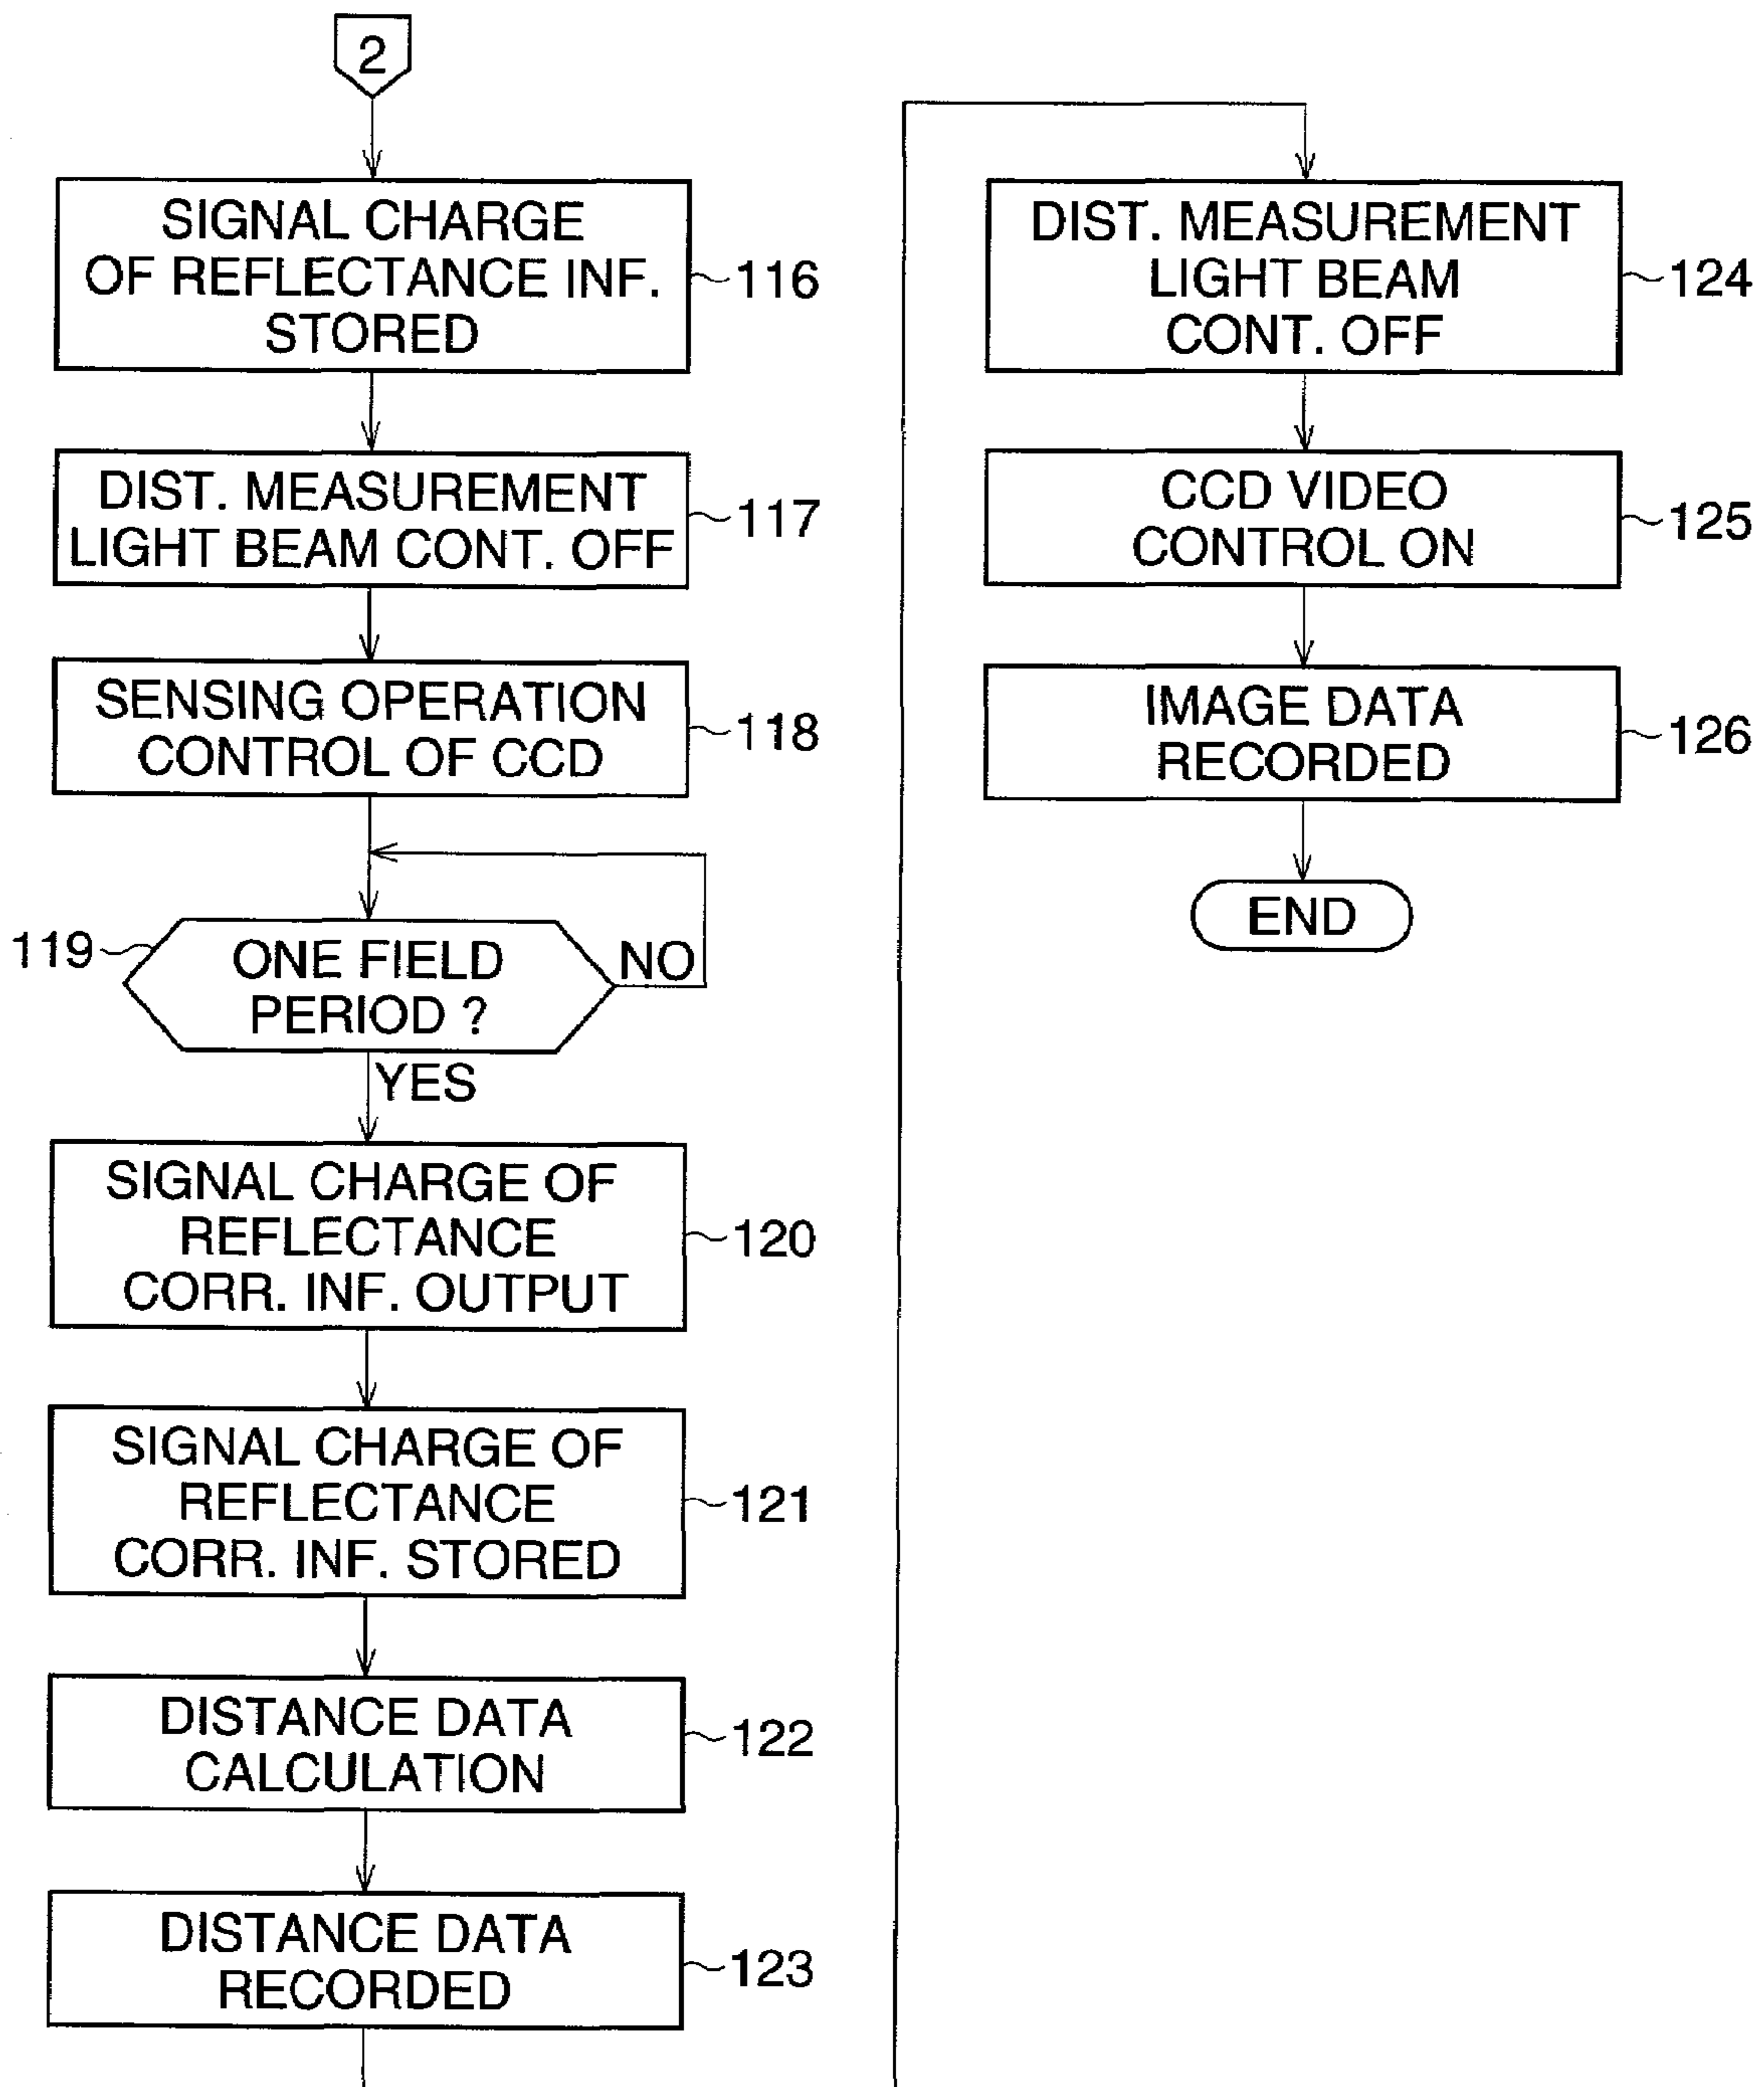 2
SIGNAL CHARGE
OF REFLECTANCE INF.
STORED
116
DIST. MEASUREMENT
LIGHT BEAM CONT. OFF
117
SENSING OPERATION
CONTROL OF CCD
118
119
ONE FIELD
PERIOD ?
NO
YES
SIGNAL CHARGE OF
REFLECTANCE
CORR. INF. OUTPUT
120
SIGNAL CHARGE OF
REFLECTANCE
CORR. INF. STORED
121
DISTANCE DATA
CALCULATION
122
DISTANCE DATA
RECORDED
123
DIST. MEASUREMENT
LIGHT BEAM
CONT. OFF
124
CCD VIDEO
CONTROL ON
125
IMAGE DATA
RECORDED
126
END